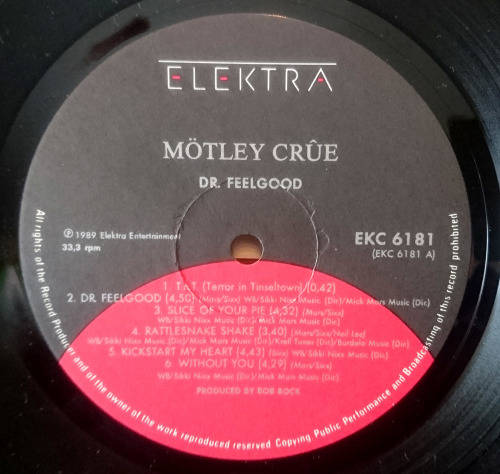 ELEKTRA
MÖTLEY CRÜE
DR. FEELGOOD
℗ 1989 Elektra Entertainment
33,3 rpm
EKC 6181
(EKC 6181 A)
1. T.n.T (Terror in Tinseltown) (0,42)
2. DR. FEELGOOD (4,50) (Mars/Sixx) WB/Sikki Nixx Music (Dir)/Mick Mars Music (Dir)
3. SLICE OF YOUR PIE (4,32) (Mars/Sixx)
WB/Sikki Nixx Music (Dir)/Mick Mars Music (Dir)
4. RATTLESNAKE SHAKE (3,40) (Mars/Sixx/Neil Lee)
WB/Sikki Nixx Music (Dir)/Mick Mars Music (Dir)/Krell Tunes (Dir)/Burdelo Music (Dir)
5. KICKSTART MY HEART (4,43) (Sixx) WB/Sikki Nixx Music (Dir)
6. WITHOUT YOU (4,29) (Mars/Sixx)
WB/Sikki Nixx Music (Dir)/Mick Mars Music (Dir)
PRODUCED BY BOB ROCK
All rights of the Record Producer and of the owner of the work reproduced reserved Copying Public Performance and Broadcasting of this record prohibited